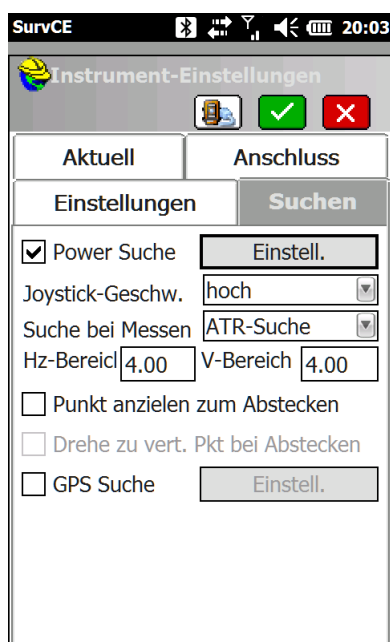 SurvCE 20:03
Instrument-Einstellungen
Aktuell Anschluss
Einstellungen Suchen
Power Suche Einstell.
Joystick-Geschw. hoch
Suche bei Messen ATR-Suche
Hz-Bereicl 4.00 V-Bereich 4.00
Punkt anzielen zum Abstecken
Drehe zu vert. Pkt bei Abstecken
GPS Suche Einstell.